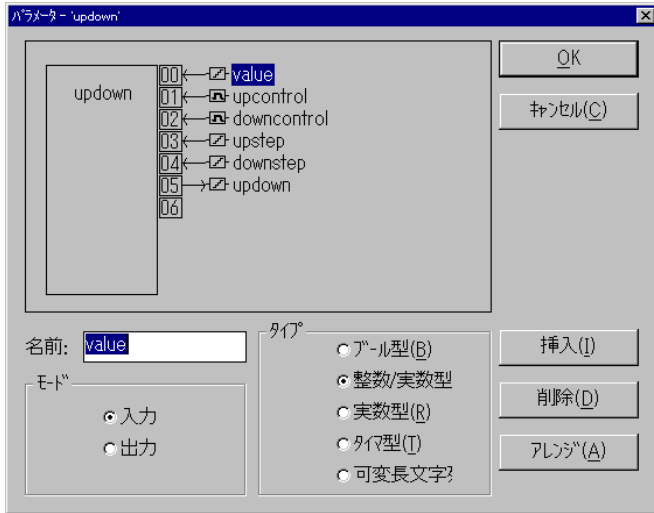 ﾊﾟﾗﾒｰﾀ - 'updown'
updown
00 value
01 upcontrol
02 downcontrol
03 upstep
04 downstep
05 updown
06
OK
ｷｬﾝｾﾙ(C)
名前: value
ﾓｰﾄﾞ
入力
出力
ﾀｲﾌﾟ
ﾌﾞｰﾙ型(B)
整数/実数型
実数型(R)
ﾀｲﾏ型(T)
可変長文字
挿入(I)
削除(D)
ｱﾚﾝｼﾞ(A)